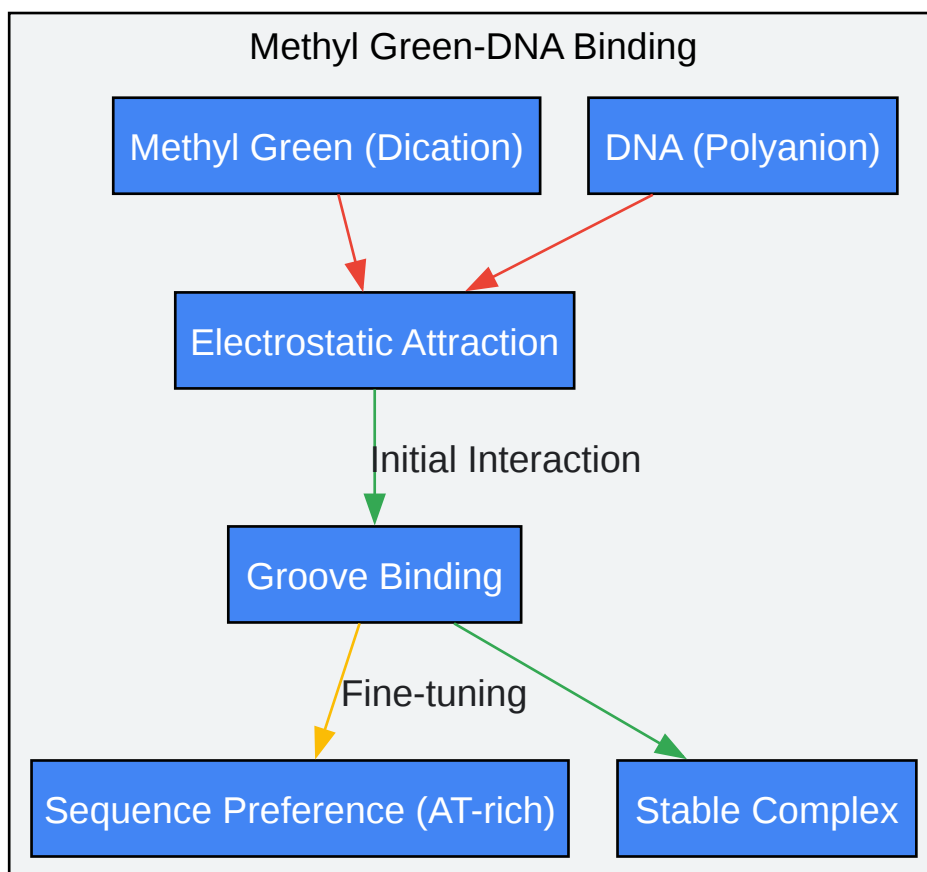 Methyl Green-DNA Binding
Methyl Green (Dication)
DNA (Polyanion)
Electrostatic Attraction
Initial Interaction
Groove Binding
Fine-tuning
Sequence Preference (AT-rich)
Stable Complex